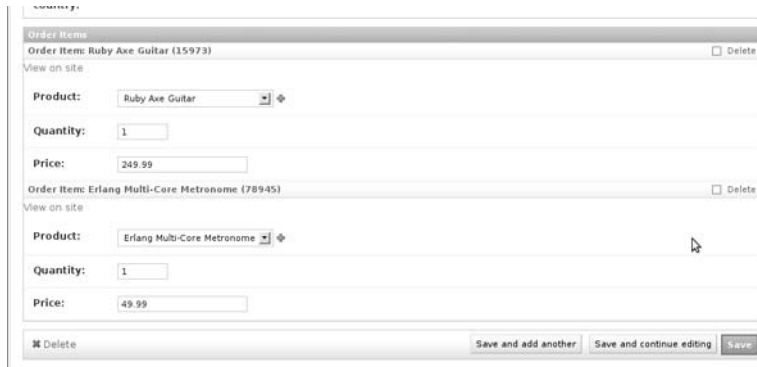 country:
Order Items
Order Item: Ruby Axe Guitar (15973) Delete
View on site
Product: Ruby Axe Guitar
Quantity: 1
Price: 249.99
Order Item: Erlang Multi-Core Metronome (78945) Delete
View on site
Product: Erlang Multi-Core Metronome
Quantity: 1
Price: 49.99
Delete Save and add another Save and continue editing Save